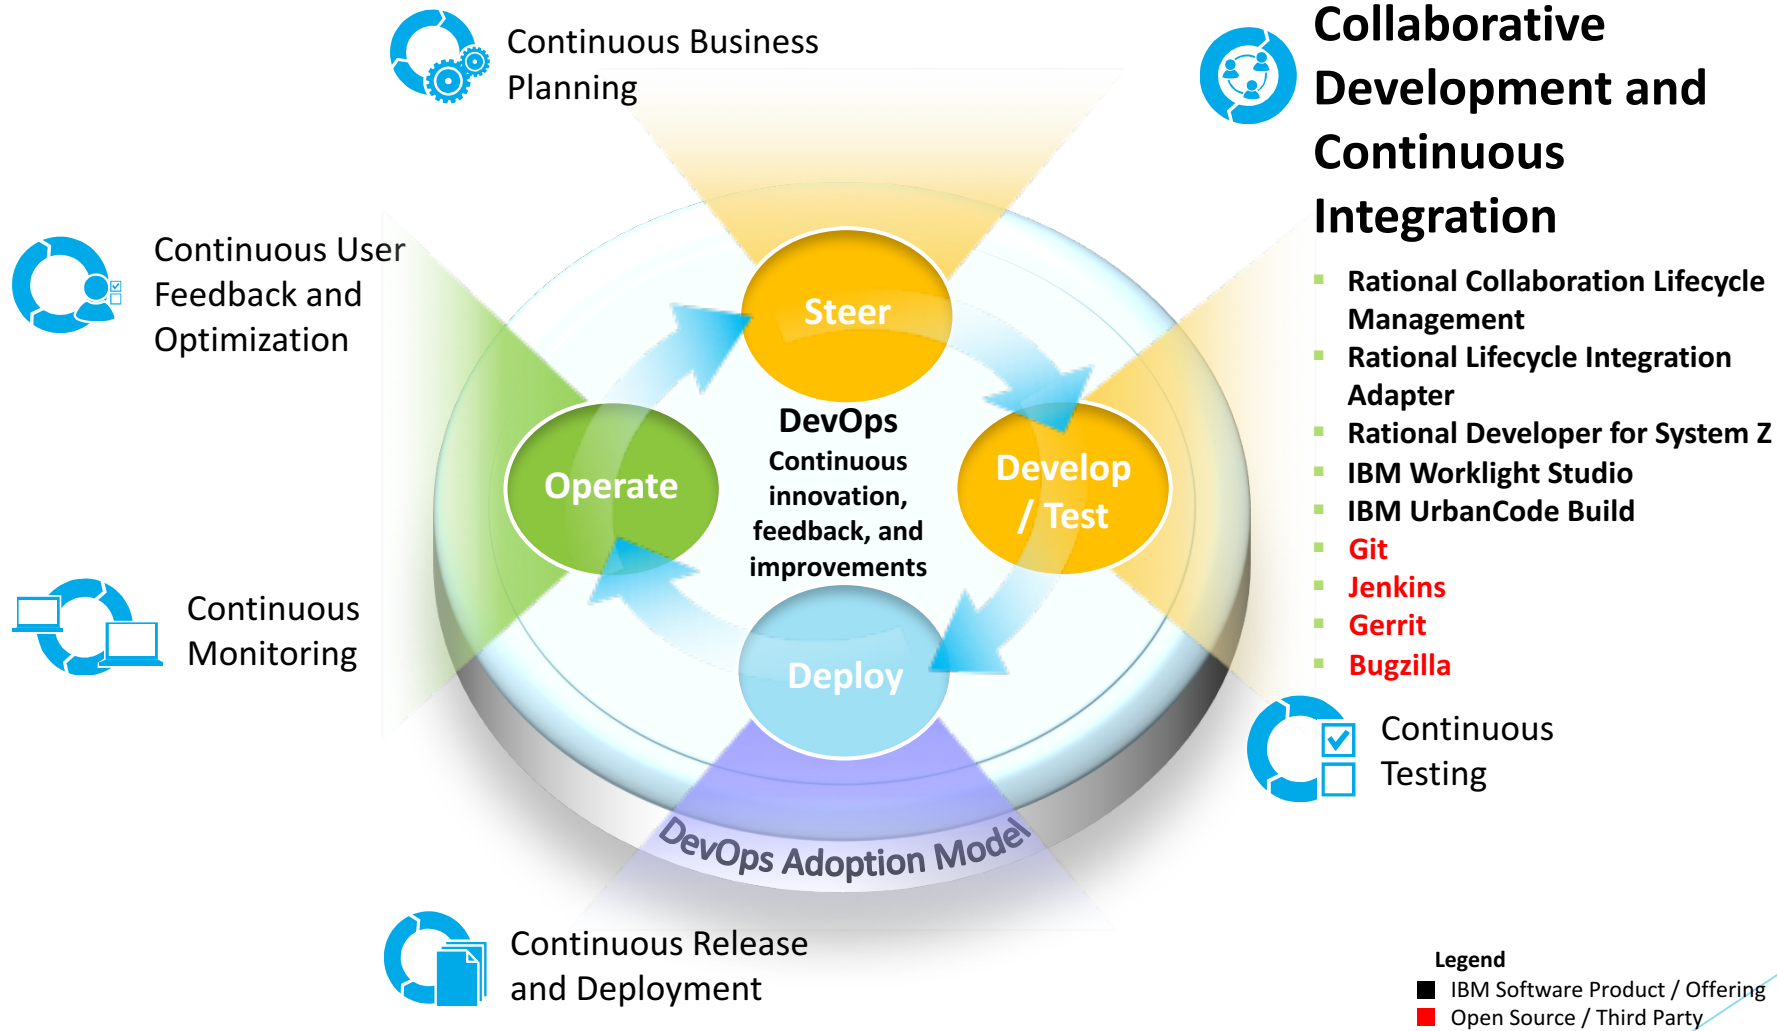 Continuous Business
Planning
Collaborative
Development and
Continuous
Integration
Rational Collaboration Lifecycle
Management
Rational Lifecycle Integration
Adapter
Rational Developer for System Z
IBM Worklight Studio
IBM UrbanCode Build
Git
Jenkins
Gerrit
Bugzilla
Continuous User
Feedback and
Optimization
Steer
DevOps
Continuous
innovation,
feedback, and
improvements
Operate
Develop
/ Test
Deploy
Continuous
Monitoring
Continuous
Testing
DevOps Adoption Model
Continuous Release
and Deployment
Legend
IBM Software Product / Offering
Open Source / Third Party